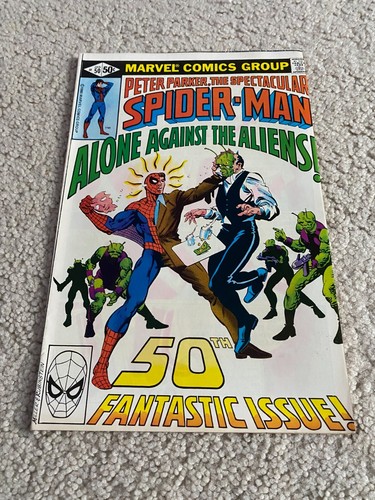 50 50¢
MARVEL COMICS GROUP
PETER PARKER, THE SPECTACULAR
SPIDER-MAN
ALONE AGAINST THE ALIENS!
50TH
FANTASTIC ISSUE!